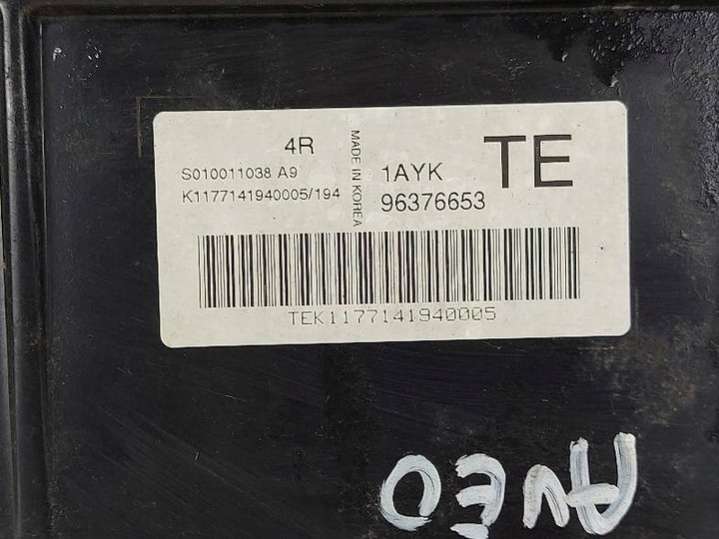 4R
S010011038 A9
K1177141940005/194
MADE IN KOREA
1AYK
96376653
TE
TEK1177141940005
AVEO